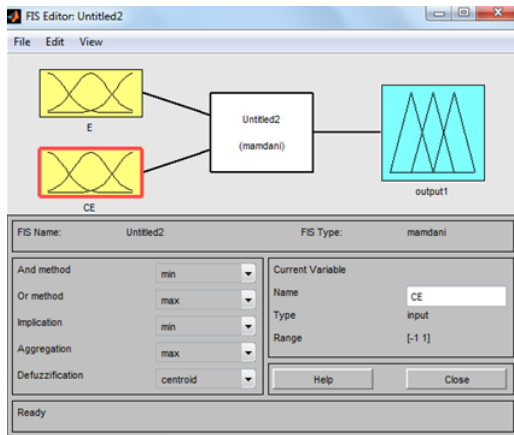 FIS Editor: Untitled2
File Edit View
E
Untitled2
(mamdani)
output1
CE
FIS Name: Untitled2 FIS Type: mamdani
And method min
Or method max
Implication min
Aggregation max
Defuzzification centroid
Current Variable
Name CE
Type input
Range [-1 1]
Help Close
Ready